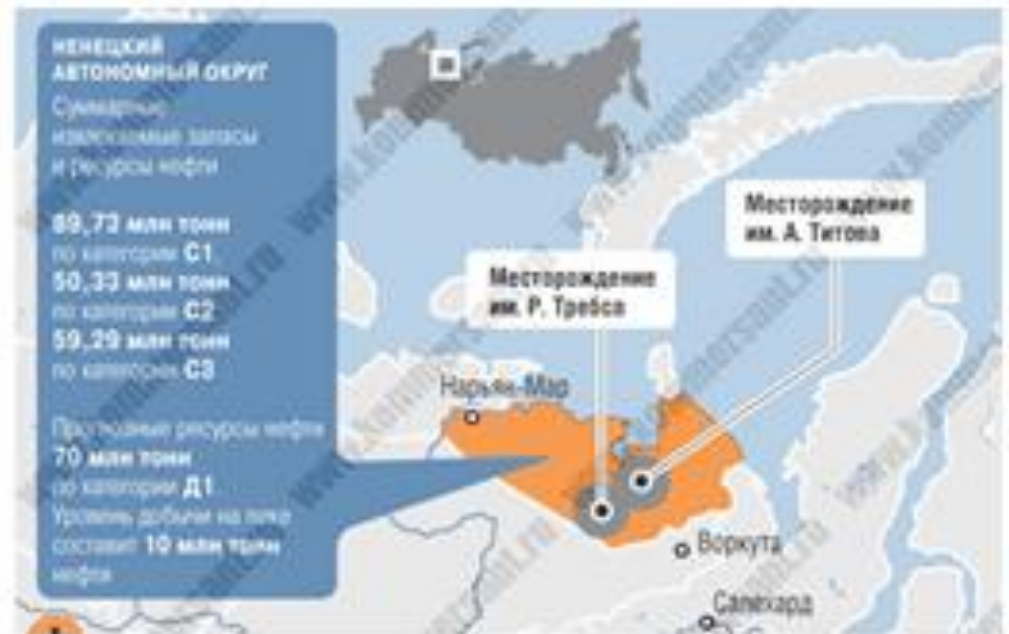 НЕНЕЦКИЙ
АВТОНОМНЫЙ ОКРУГ
Суммарные
извлекаемые запасы
и ресурсы нефти
89,73 млн тонн
по категории С1
50,33 млн тонн
по категории С2
59,29 млн тонн
по категории С3
Прогнозные ресурсы нефти
70 млн тонн
по категории Д1
Уровень добычи на пике
составит 10 млн тонн
нефти
Месторождение
им. Р. Требса
Месторождение
им. А. Титова
Нарьян-Мар
Воркута
Салехард
www.kommersant.ru